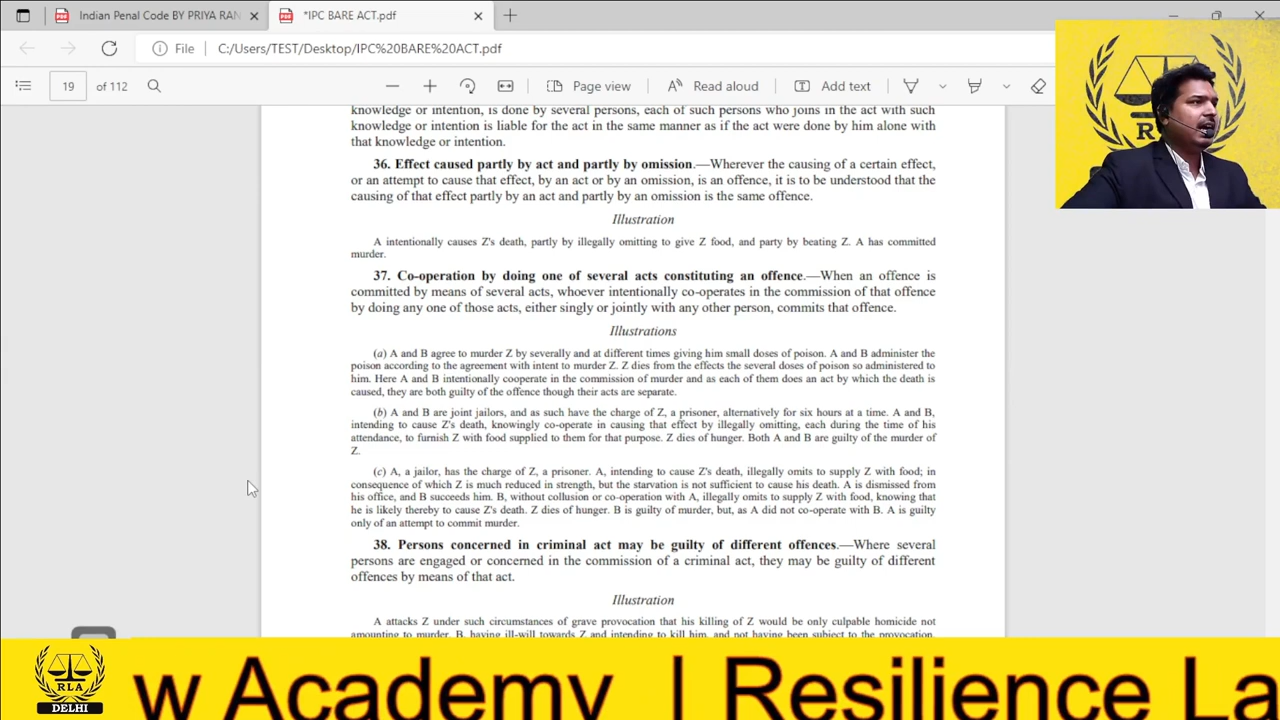 Indian Penal Code BY PRIYA RAN
*IPC BARE ACT.pdf
File
C:/Users/TEST/Desktop/IPC%20BARE%20ACT.pdf
19
of 112
Page view
Read aloud
Add text
knowledge or intention, is done by several persons, each of such persons who joins in the act with such
knowledge or intention is liable for the act in the same manner as if the act were done by him alone with
that knowledge or intention.
36. Effect caused partly by act and partly by omission.—Wherever the causing of a certain effect,
or an attempt to cause that effect, by an act or by an omission, is an offence, it is to be understood that the
causing of that effect partly by an act and partly by an omission is the same offence.
Illustration
A intentionally causes Z's death, partly by illegally omitting to give Z food, and party by beating Z. A has committed
murder.
37. Co-operation by doing one of several acts constituting an offence.—When an offence is
committed by means of several acts, whoever intentionally co-operates in the commission of that offence
by doing any one of those acts, either singly or jointly with any other person, commits that offence.
Illustrations
(a) A and B agree to murder Z by severally and at different times giving him small doses of poison. A and B administer the
poison according to the agreement with intent to murder Z. Z dies from the effects the several doses of poison so administered to
him. Here A and B intentionally cooperate in the commission of murder and as each of them does an act by which the death is
caused, they are both guilty of the offence though their acts are separate.
(b) A and B are joint jailors, and as such have the charge of Z, a prisoner, alternatively for six hours at a time. A and B,
intending to cause Z's death, knowingly co-operate in causing that effect by illegally omitting, each during the time of his
attendance, to furnish Z with food supplied to them for that purpose. Z dies of hunger. Both A and B are guilty of the murder of
Z.
(c) A, a jailor, has the charge of Z, a prisoner. A, intending to cause Z's death, illegally omits to supply Z with food; in
consequence of which Z is much reduced in strength, but the starvation is not sufficient to cause his death. A is dismissed from
his office, and B succeeds him. B, without collusion or co-operation with A, illegally omits to supply Z with food, knowing that
he is likely thereby to cause Z's death. Z dies of hunger. B is guilty of murder, but, as A did not co-operate with B. A is guilty
only of an attempt to commit murder.
38. Persons concerned in criminal act may be guilty of different offences.—Where several
persons are engaged or concerned in the commission of a criminal act, they may be guilty of different
offences by means of that act.
Illustration
A attacks Z under such circumstances of grave provocation that his killing of Z would be only culpable homicide not
amounting to murder. B, having ill-will towards Z and intending to kill him, and not having been subject to the provocation,
RLA
DELHI
w Academy | Resilience La